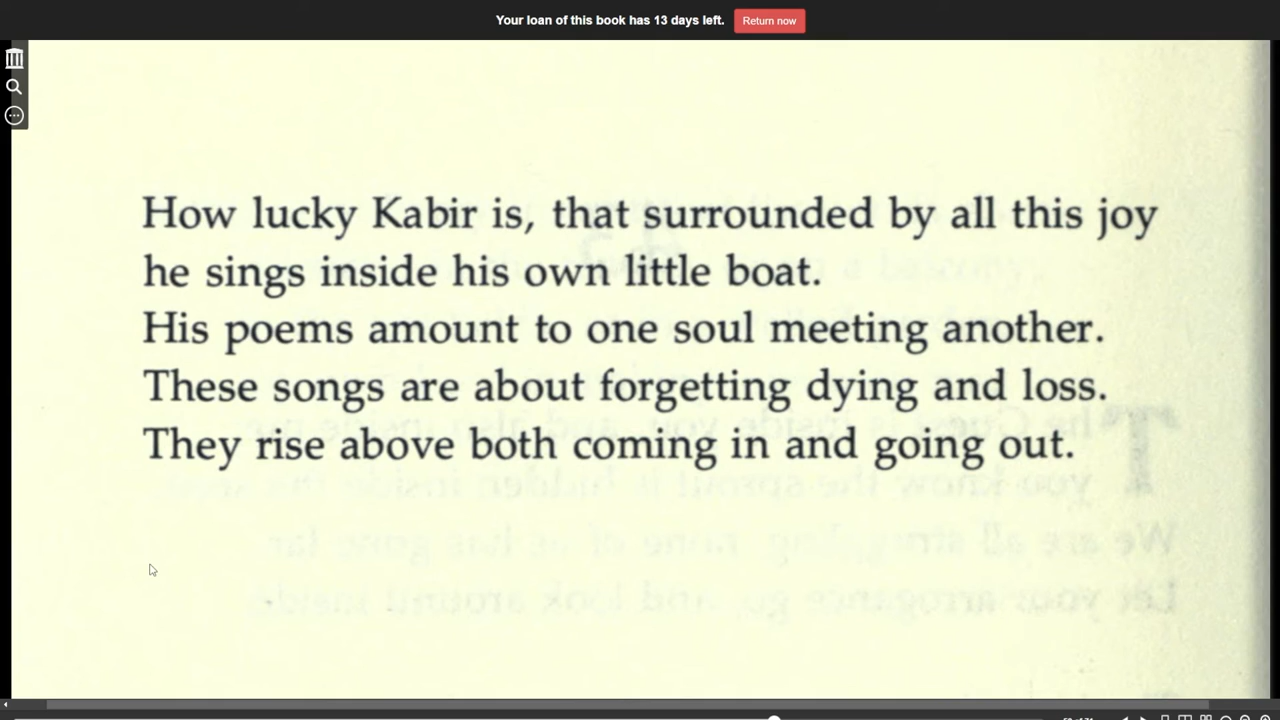 Your loan of this book has 13 days left. Return now
How lucky Kabir is, that surrounded by all this joy
he sings inside his own little boat.
His poems amount to one soul meeting another.
These songs are about forgetting dying and loss.
They rise above both coming in and going out.